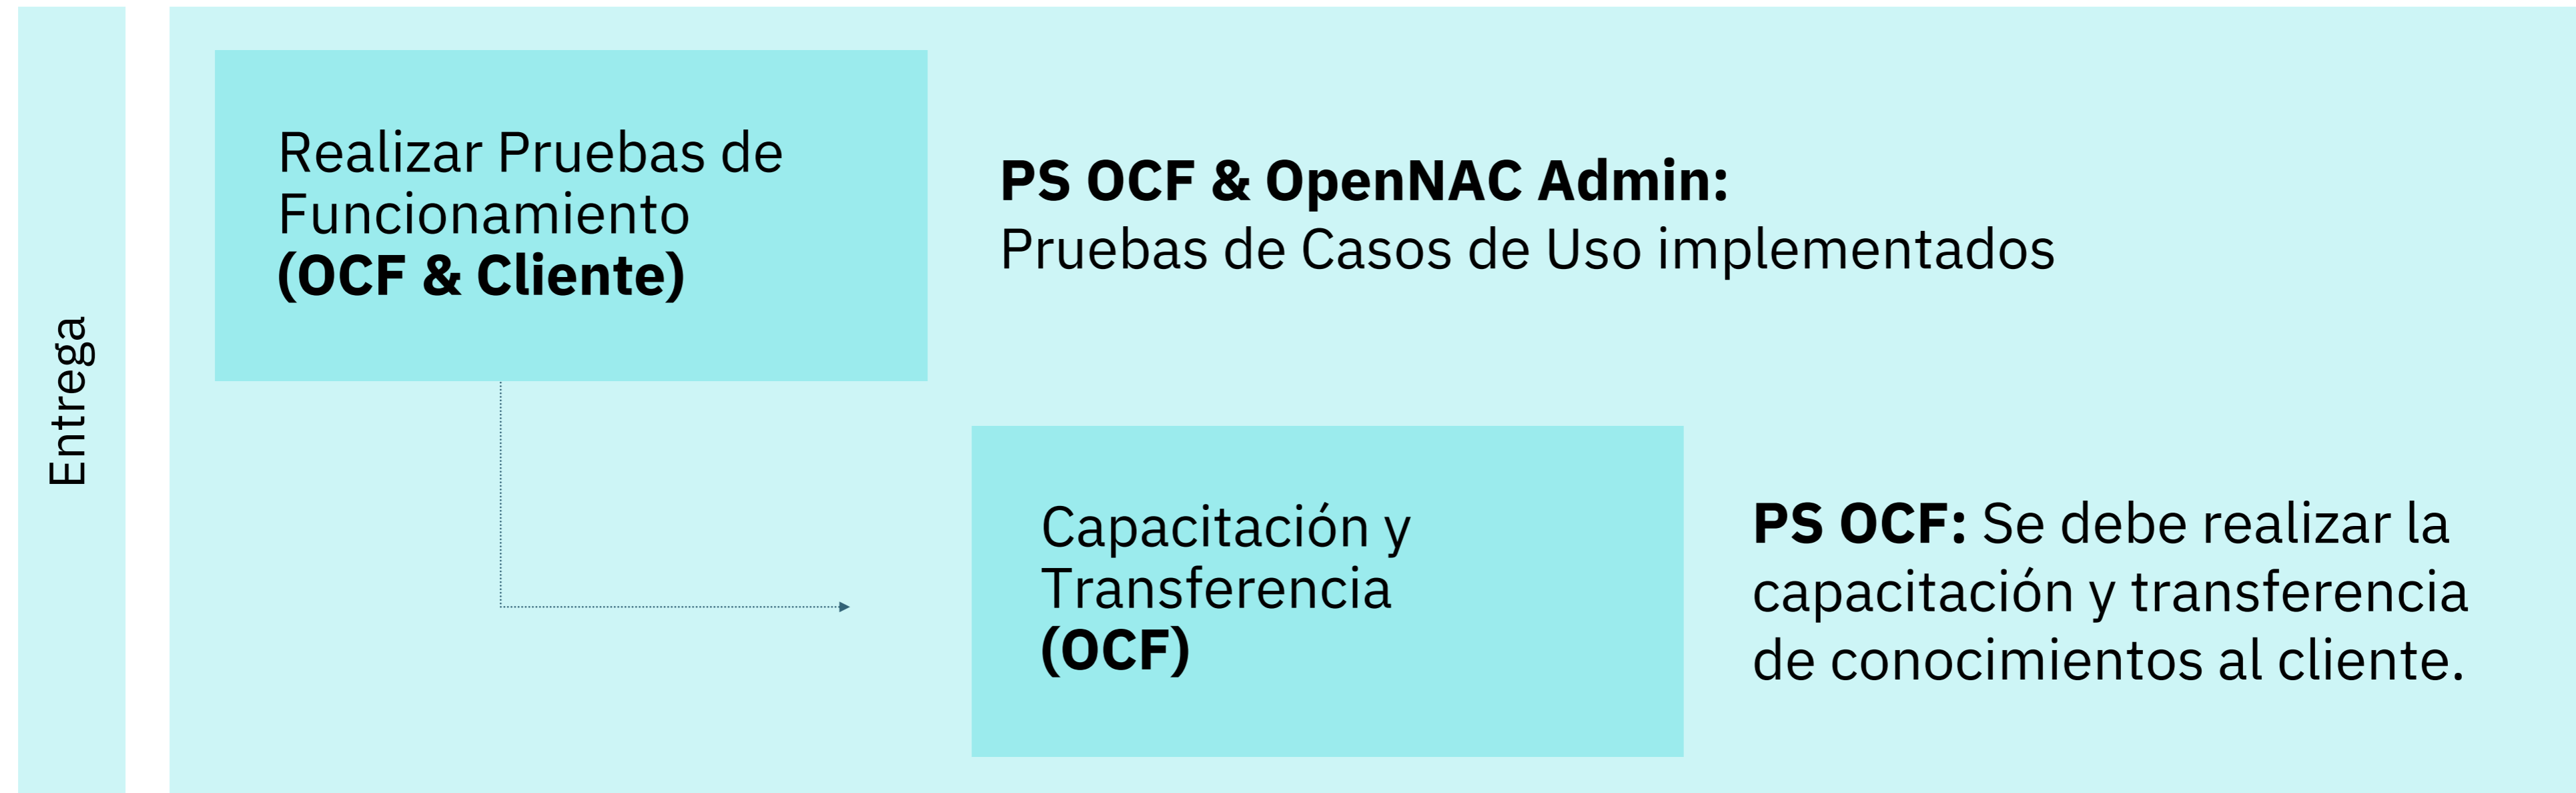 Entrega
Realizar Pruebas de
Funcionamiento
(OCF & Cliente)
PS OCF & OpenNAC Admin:
Pruebas de Casos de Uso implementados
Capacitación y
Transferencia
(OCF)
PS OCF: Se debe realizar la
capacitación y transferencia
de conocimientos al cliente.